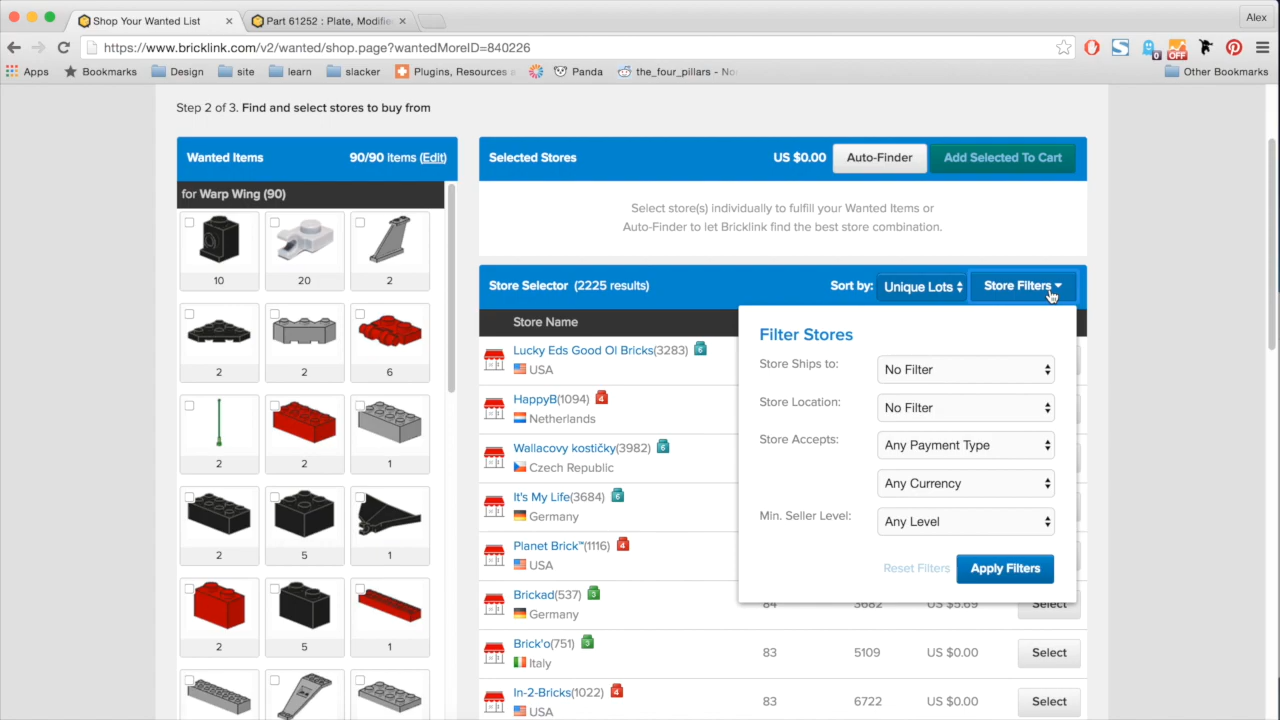 Shop Your Wanted List
Part 61252 : Plate, Modifie
Alex
https://www.bricklink.com/v2/wanted/shop.page?wantedMoreID=840226
0
OFF
Apps
Bookmarks
Design
site
learn
slacker
Plugins, Resources
Panda
the_four_pillars - No
Other Bookmarks
Step 2 of 3. Find and select stores to buy from
Wanted Items 90/90 Items (Edit)
for Warp Wing (90)
10 20 2
2 2 6
2 2 1
2 5 1
2 5 1
Selected Stores US $0.00 Auto-Finder Add Selected To Cart
Select store(s) individually to fulfill your Wanted Items or
Auto-Finder to let Bricklink find the best store combination.
Store Selector (2225 results) Sort by: Unique Lots Store Filters
Store Name
Lucky Eds Good Ol Bricks(3283) 6
USA
HappyB(1094) 4
Netherlands
Wallacovy kostičky(3982) 6
Czech Republic
It's My Life(3684) 6
Germany
Planet Brick™(1116) 4
USA
Brickad(537) 3
Germany
84 3682 US $5.69 Select
Brick'o(751) 3
Italy
83 5109 US $0.00 Select
In-2-Bricks(1022) 4
USA
83 6722 US $0.00 Select
Filter Stores
Store Ships to: No Filter
Store Location: No Filter
Store Accepts: Any Payment Type
Any Currency
Min. Seller Level: Any Level
Reset Filters Apply Filters